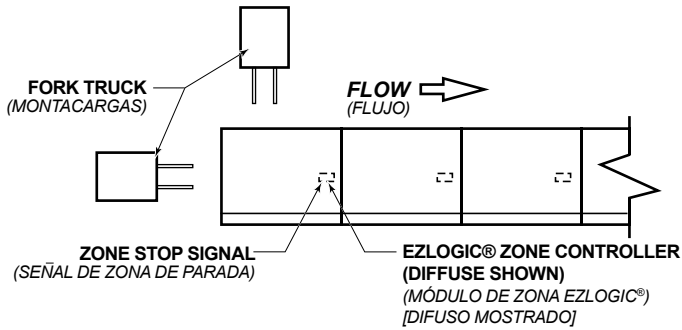 FORK TRUCK
(MONTACARGAS)
FLOW
(FLUJO)
ZONE STOP SIGNAL
(SEÑAL DE ZONA DE PARADA)
EZLOGIC® ZONE CONTROLLER
(DIFFUSE SHOWN)
(MÓDULO DE ZONA EZLOGIC®)
[DIFUSO MOSTRADO]